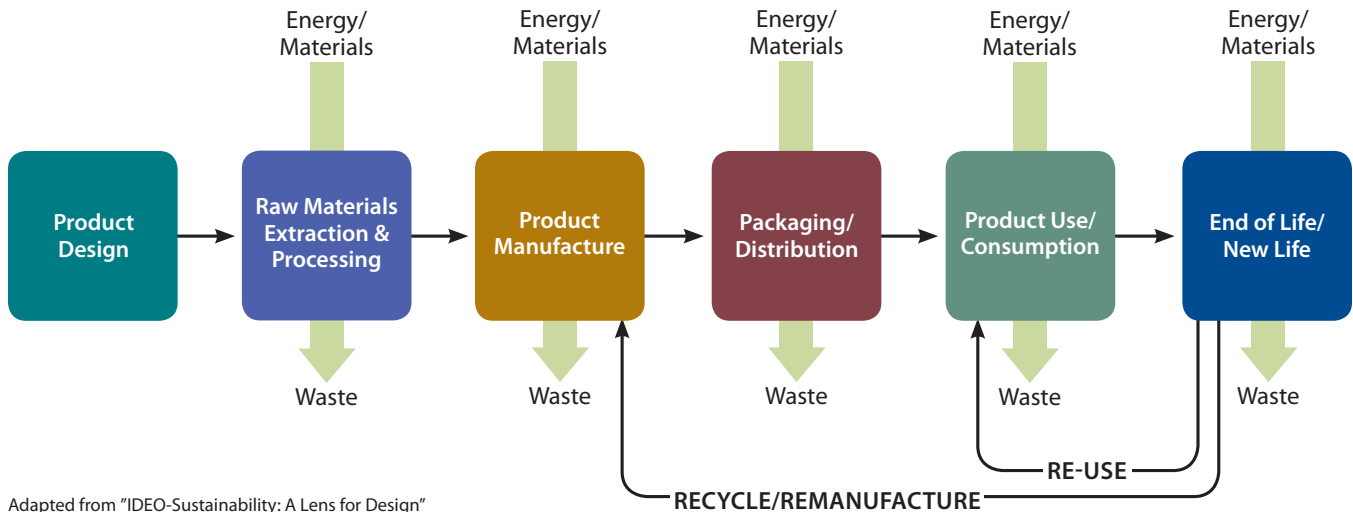 Energy/
Materials
Energy/
Materials
Energy/
Materials
Energy/
Materials
Energy/
Materials
Product
Design
Raw Materials
Extraction &
Processing
Product
Manufacture
Packaging/
Distribution
Product Use/
Consumption
End of Life/
New Life
Waste
Waste
Waste
Waste
Waste
RE-USE
RECYCLE/REMANUFACTURE
Adapted from ”IDEO-Sustainability: A Lens for Design”